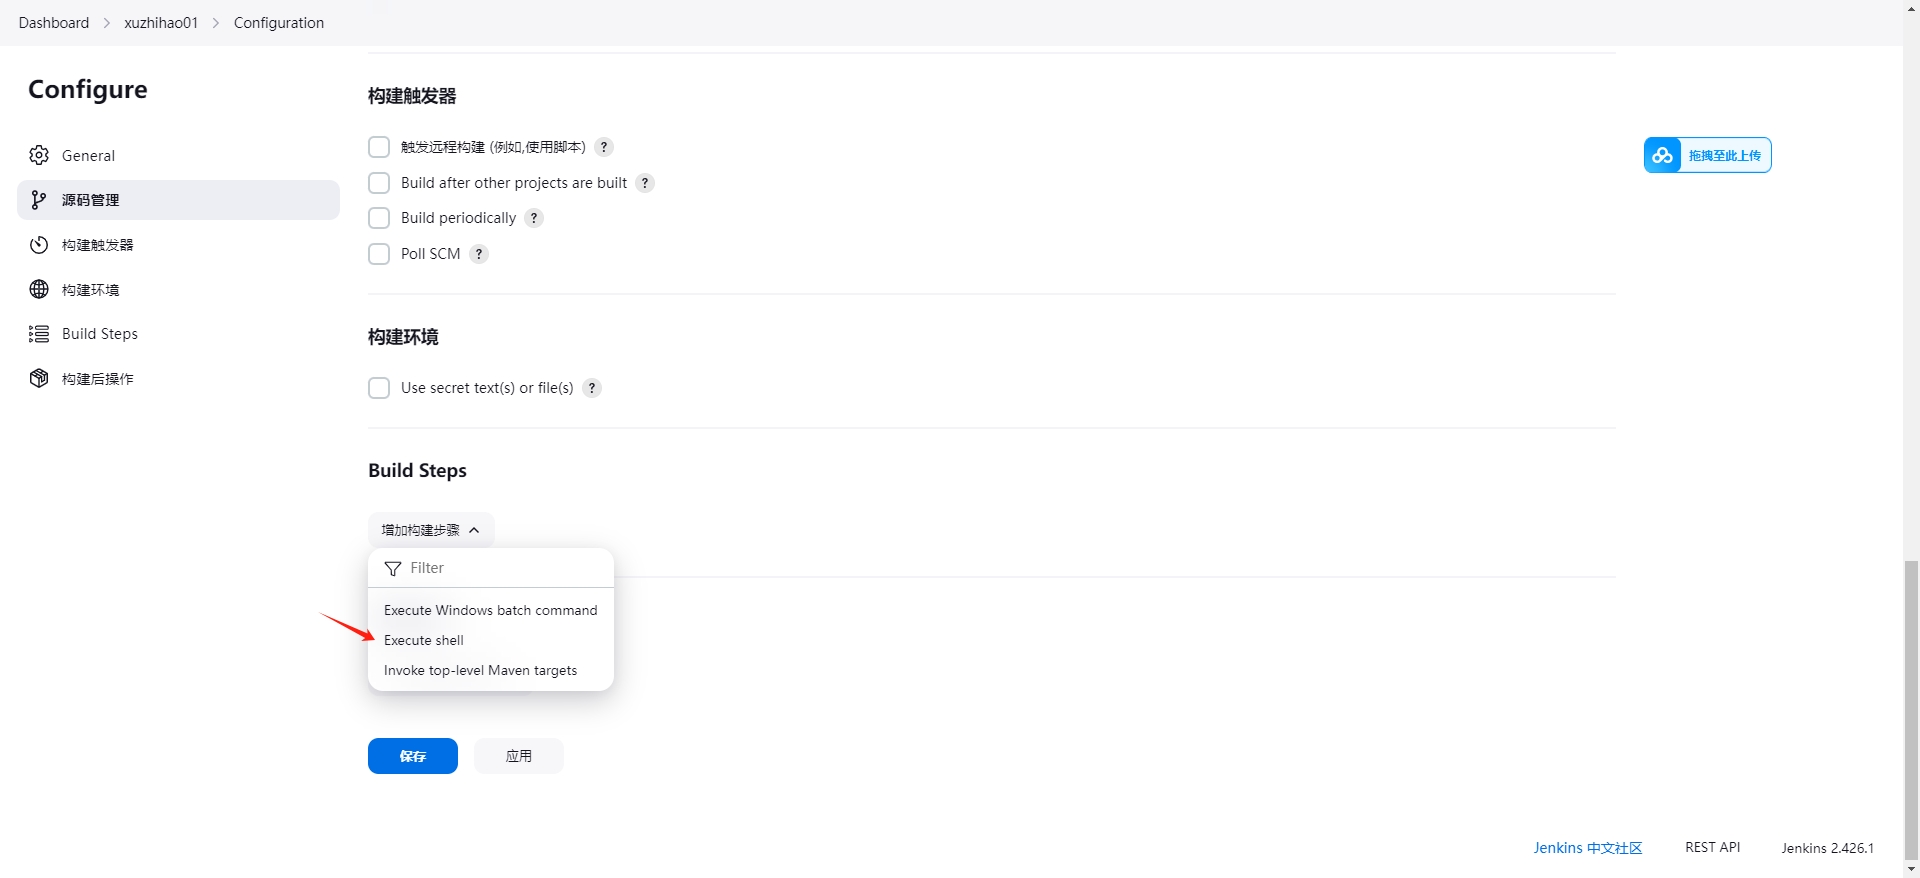 Dashboard > xuzhihao01 > Configuration
Configure
General
源码管理
构建触发器
构建环境
Build Steps
构建后操作
构建触发器
触发远程构建 (例如,使用脚本) ?
Build after other projects are built ?
Build periodically ?
Poll SCM ?
构建环境
Use secret text(s) or file(s) ?
Build Steps
增加构建步骤
Filter
Execute Windows batch command
Execute shell
Invoke top-level Maven targets
保存 应用
拖拽至此上传
Jenkins 中文社区 REST API Jenkins 2.426.1